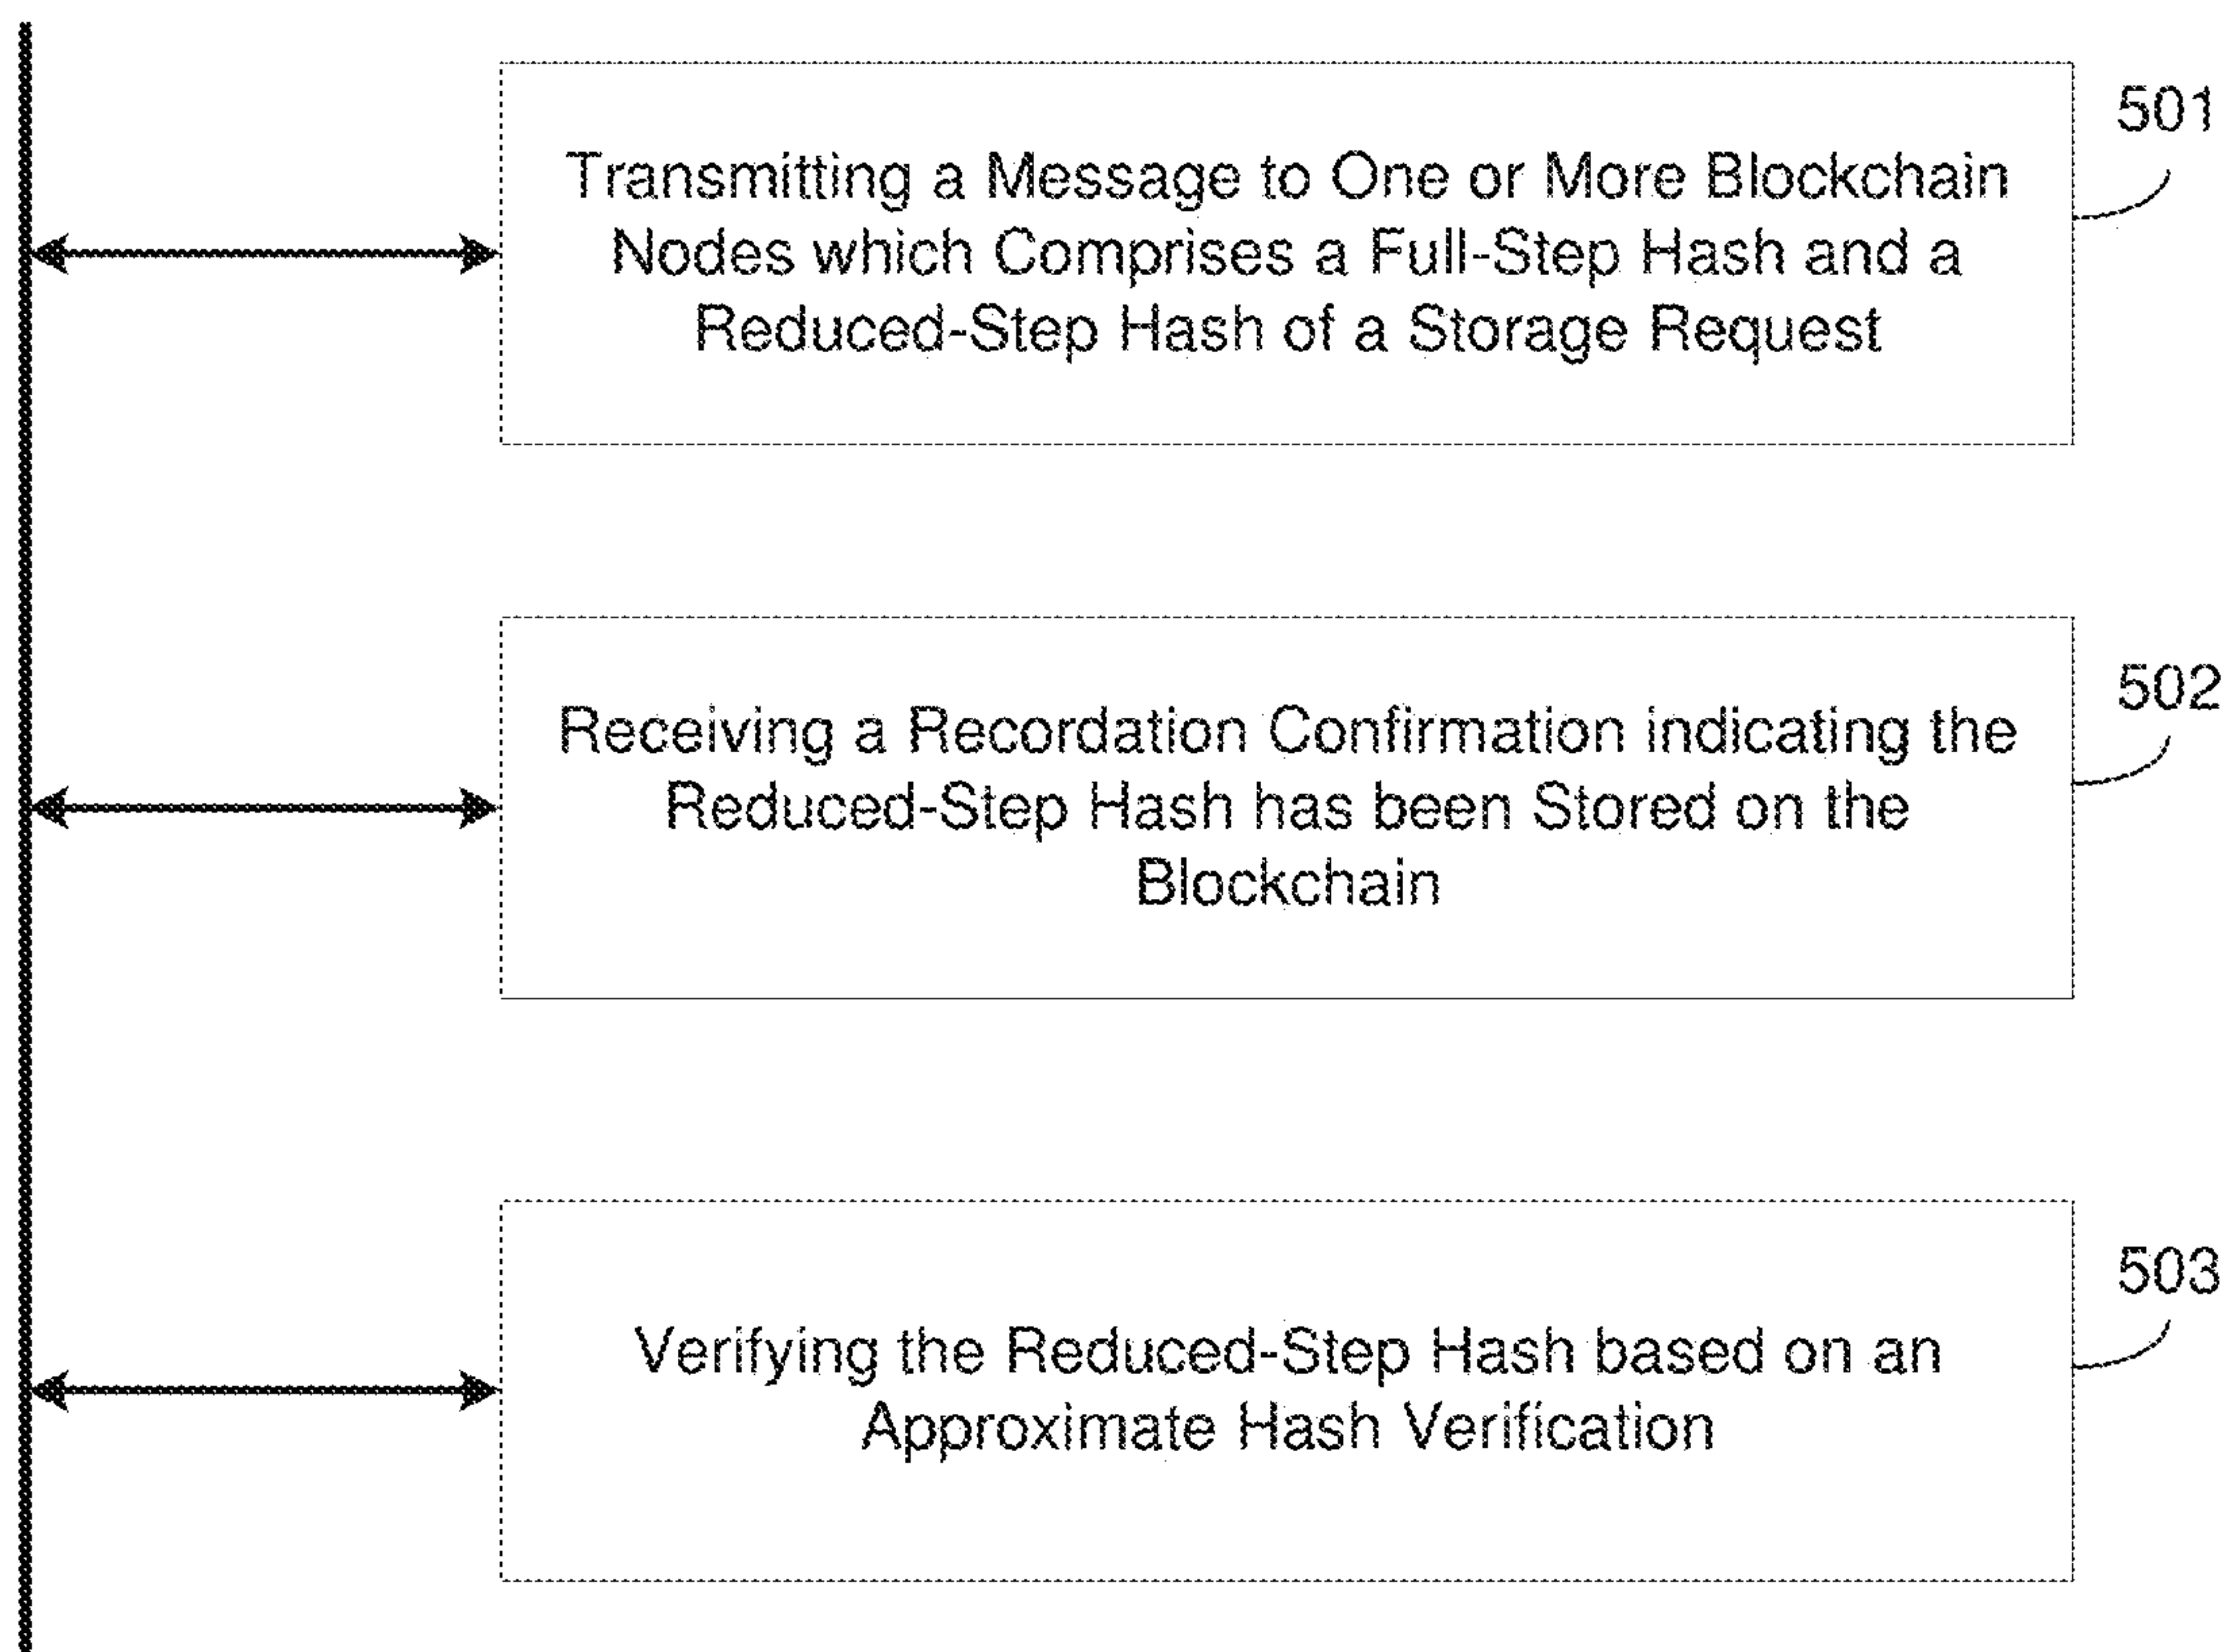 501
Transmitting a Message to One or More Blockchain
Nodes which Comprises a Full-Step Hash and a
Reduced-Step Hash of a Storage Request
502
Receiving a Recordation Confirmation indicating the
Reduced-Step Hash has been Stored on the
Blockchain
503
Verifying the Reduced-Step Hash based on an
Approximate Hash Verification